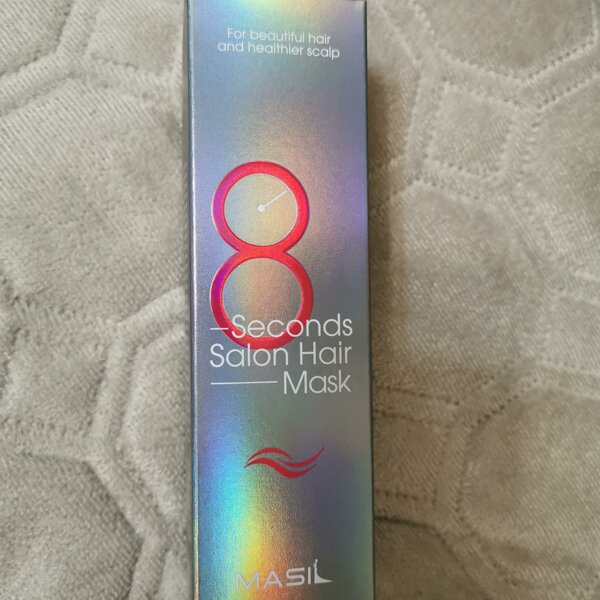 For beautiful hair
and healthier scalp
8
Seconds
Salon Hair
Mask
MASIL